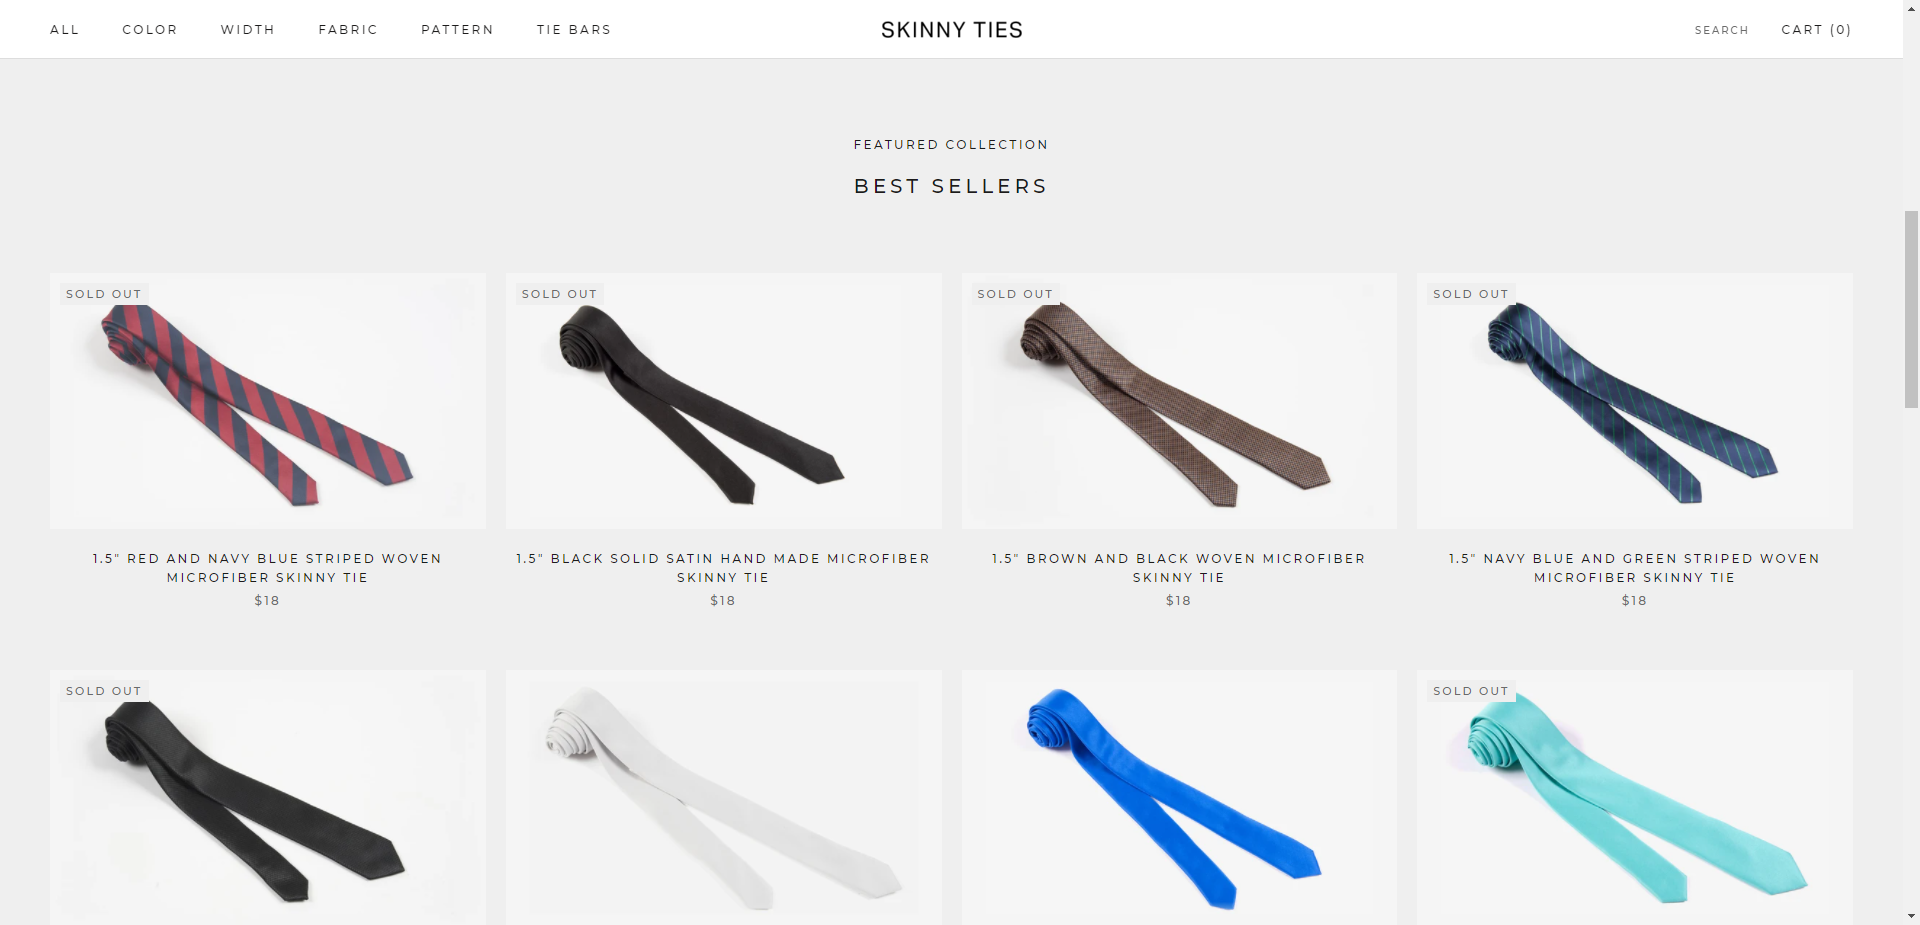 ALL COLOR WIDTH FABRIC PATTERN TIE BARS SKINNY TIES SEARCH CART (0)
FEATURED COLLECTION
BEST SELLERS
SOLD OUT
SOLD OUT
SOLD OUT
SOLD OUT
1.5" RED AND NAVY BLUE STRIPED WOVEN
MICROFIBER SKINNY TIE
$18
1.5" BLACK SOLID SATIN HAND MADE MICROFIBER
SKINNY TIE
$18
1.5" BROWN AND BLACK WOVEN MICROFIBER
SKINNY TIE
$18
1.5" NAVY BLUE AND GREEN STRIPED WOVEN
MICROFIBER SKINNY TIE
$18
SOLD OUT
SOLD OUT